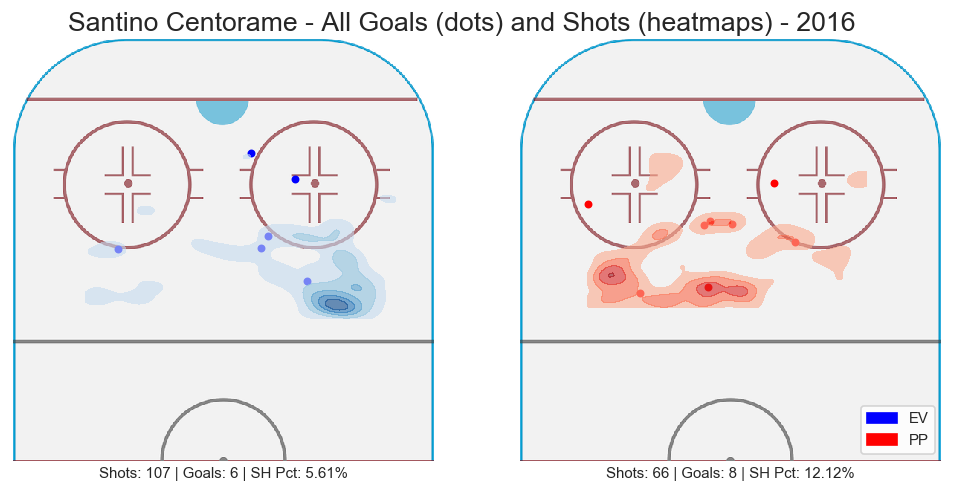 Santino Centorame - All Goals (dots) and Shots (heatmaps) - 2016
EV
PP
Shots: 107 | Goals: 6 | SH Pct: 5.61%
Shots: 66 | Goals: 8 | SH Pct: 12.12%